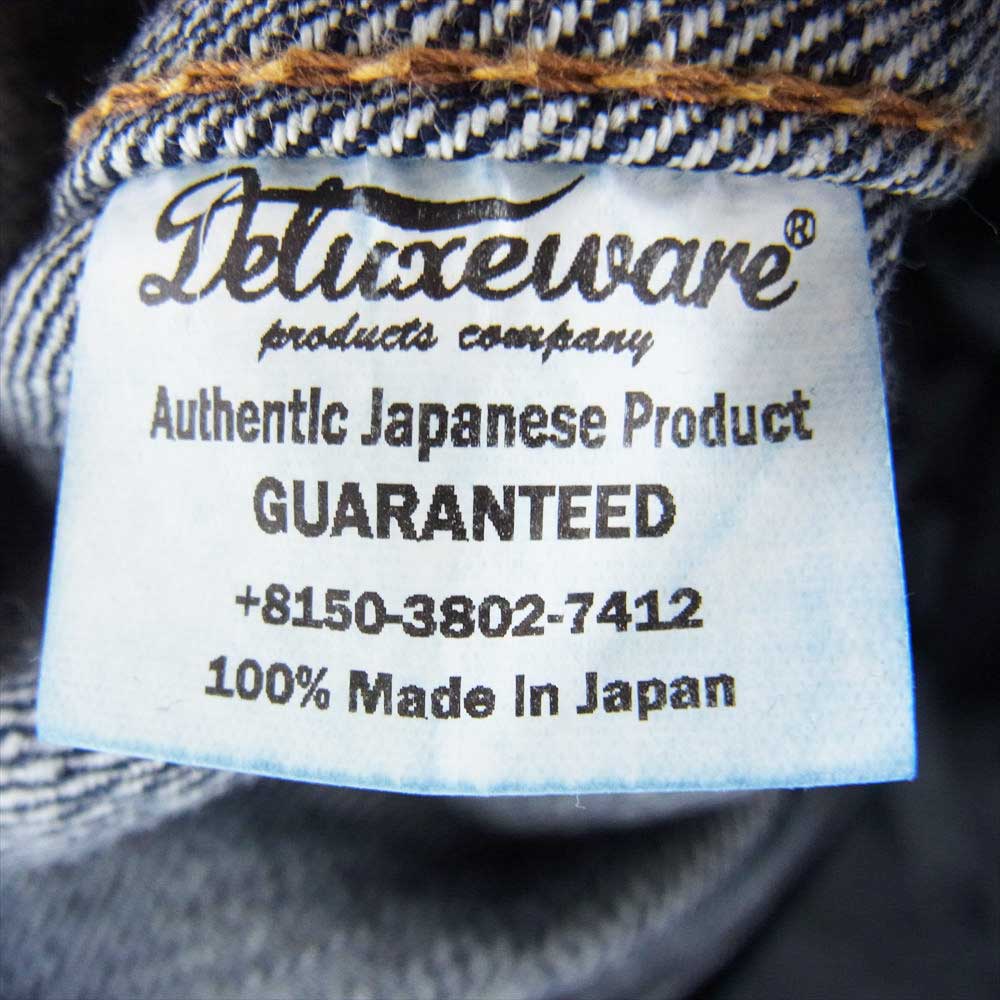 Deluxeware®
products company
Authentic Japanese Product
GUARANTEED
+8150-3802-7412
100% Made In Japan